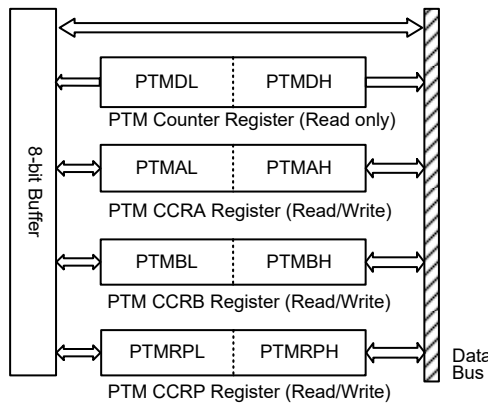 8-bit Buffer
PTMDL PTMDH
PTM Counter Register (Read only)
PTMAL PTMAH
PTM CCRA Register (Read/Write)
PTMBL PTMBH
PTM CCRB Register (Read/Write)
PTMRPL PTMRPH
PTM CCRP Register (Read/Write)
Data
Bus